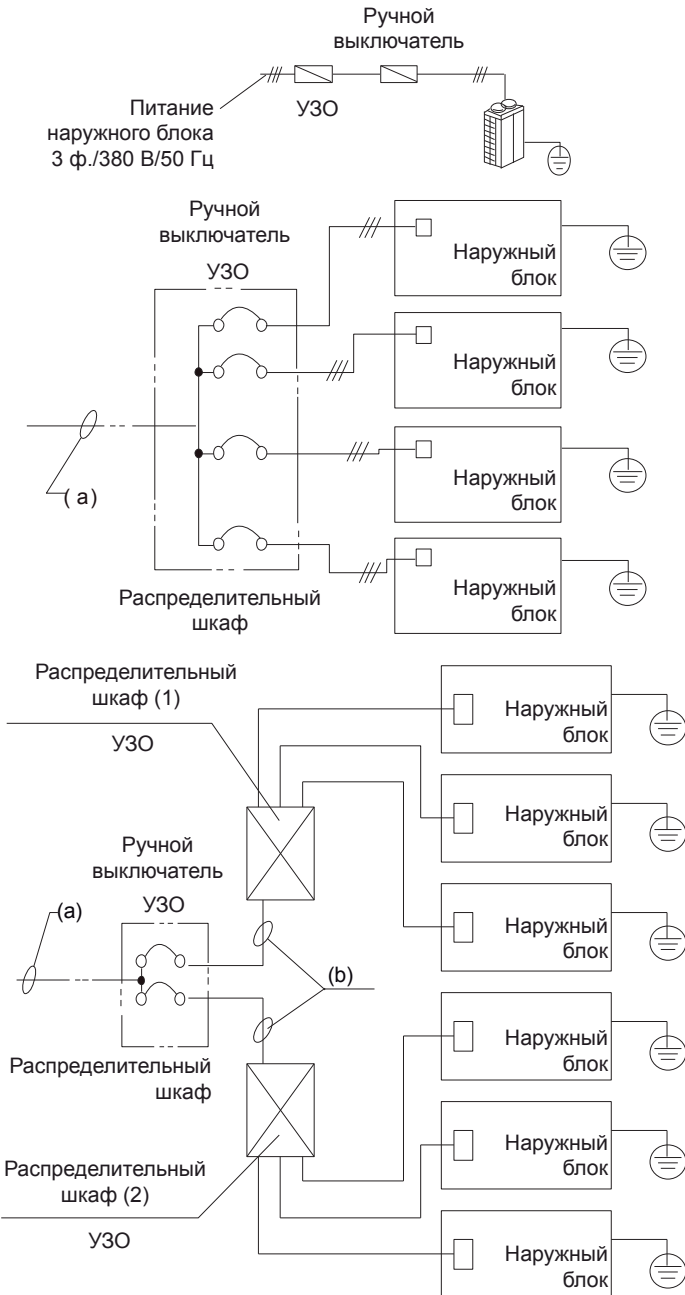 Ручной
выключатель
УЗО
Питание
наружного блока
3 ф./380 В/50 Гц
Ручной
выключатель
УЗО
Наружный
блок
Наружный
блок
Наружный
блок
Наружный
блок
( a)
Распределительный
шкаф
Распределительный
шкаф (1)
УЗО
Наружный
блок
Наружный
блок
Ручной
выключатель
УЗО
(a)
Наружный
блок
(b)
Наружный
блок
Распределительный
шкаф
Наружный
блок
Распределительный
шкаф (2)
УЗО
Наружный
блок